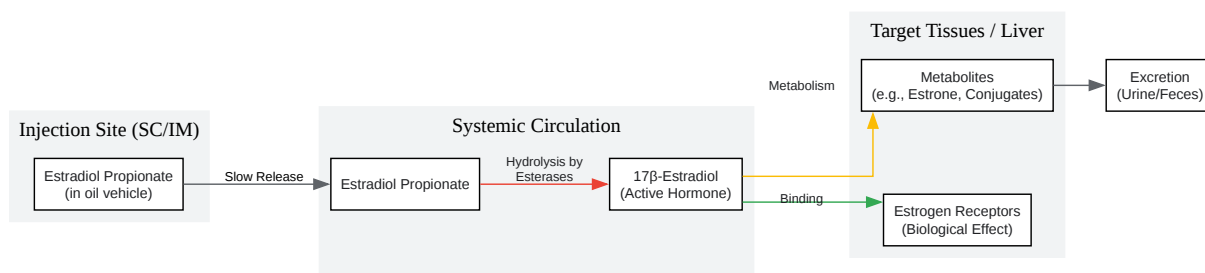 Injection Site (SC/IM)
Estradiol Propionate
(in oil vehicle)
Slow Release
Systemic Circulation
Estradiol Propionate
Hydrolysis by
Esterases
17β-Estradiol
(Active Hormone)
Metabolism
Binding
Target Tissues / Liver
Metabolites
(e.g., Estrone, Conjugates)
Estrogen Receptors
(Biological Effect)
Excretion
(Urine/Feces)